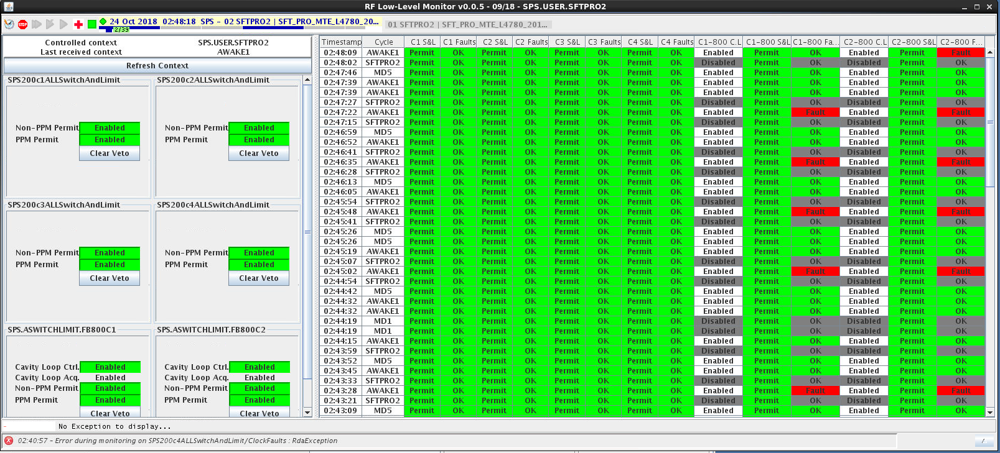 RF Low-Level Monitor v0.0.5 - 09/18 - SPS.USER.SFTPRO2
STOP
24 Oct 2018 02:48:18 SPS - 02 SFTPRO2 | SFT_PRO_MTE_L4780_20...
2/39
01 SFTPRO2 | SFT_PRO_MTE_L4780_201...
Controlled context SPS.USER.SFTPRO2
Last received context AWAKE1
Refresh Context
SPS200c1ALLSwitchAndLimit SPS200c2ALLSwitchAndLimit
Non-PPM Permit Enabled Non-PPM Permit Enabled
PPM Permit Enabled PPM Permit Enabled
Clear Veto Clear Veto
SPS200c3ALLSwitchAndLimit SPS200c4ALLSwitchAndLimit
Non-PPM Permit Enabled Non-PPM Permit Enabled
PPM Permit Enabled PPM Permit Enabled
Clear Veto Clear Veto
SPS.ASWITCHLIMIT.FB800C1 SPS.ASWITCHLIMIT.FB800C2
Cavity Loop Ctrl. Enabled Cavity Loop Ctrl. Enabled
Cavity Loop Acq. Enabled Cavity Loop Acq. Enabled
Non-PPM Permit Enabled Non-PPM Permit Enabled
PPM Permit Enabled PPM Permit Enabled
Clear Veto Clear Veto
Timestamp Cycle C1 S&L C1 Faults C2 S&L C2 Faults C3 S&L C3 Faults C4 S&L C4 Faults C1-800 C.L C1-800 S&L C1-800 Fa... C2-800 C.L C2-800 S&L C2-800 F...
02:48:09 AWAKE1 Permit OK Permit OK Permit OK Permit OK Enabled Permit OK Enabled Permit Fault
02:48:02 SFTPRO2 Permit OK Permit OK Permit OK Permit OK Disabled Permit OK Disabled Permit OK
02:47:46 MD5 Permit OK Permit OK Permit OK Permit OK Enabled Permit OK Enabled Permit OK
02:47:39 AWAKE1 Permit OK Permit OK Permit OK Permit OK Enabled Permit OK Enabled Permit OK
02:47:39 AWAKE1 Permit OK Permit OK Permit OK Permit OK Enabled Permit OK Enabled Permit OK
02:47:27 SFTPRO2 Permit OK Permit OK Permit OK Permit OK Disabled Permit OK Disabled Permit OK
02:47:22 AWAKE1 Permit OK Permit OK Permit OK Permit OK Enabled Permit Fault Enabled Permit Fault
02:47:15 SFTPRO2 Permit OK Permit OK Permit OK Permit OK Disabled Permit OK Disabled Permit OK
02:46:59 MD5 Permit OK Permit OK Permit OK Permit OK Enabled Permit OK Enabled Permit OK
02:46:52 AWAKE1 Permit OK Permit OK Permit OK Permit OK Enabled Permit OK Enabled Permit OK
02:46:41 SFTPRO2 Permit OK Permit OK Permit OK Permit OK Disabled Permit OK Disabled Permit OK
02:46:35 AWAKE1 Permit OK Permit OK Permit OK Permit OK Enabled Permit Fault Enabled Permit Fault
02:46:28 SFTPRO2 Permit OK Permit OK Permit OK Permit OK Disabled Permit OK Disabled Permit OK
02:46:13 MD5 Permit OK Permit OK Permit OK Permit OK Enabled Permit OK Enabled Permit OK
02:46:05 AWAKE1 Permit OK Permit OK Permit OK Permit OK Enabled Permit OK Enabled Permit OK
02:45:54 SFTPRO2 Permit OK Permit OK Permit OK Permit OK Disabled Permit OK Disabled Permit OK
02:45:48 AWAKE1 Permit OK Permit OK Permit OK Permit OK Enabled Permit Fault Enabled Permit Fault
02:45:41 SFTPRO2 Permit OK Permit OK Permit OK Permit OK Disabled Permit OK Disabled Permit OK
02:45:26 MD5 Permit OK Permit OK Permit OK Permit OK Enabled Permit OK Enabled Permit OK
02:45:26 MD5 Permit OK Permit OK Permit OK Permit OK Enabled Permit OK Enabled Permit OK
02:45:19 AWAKE1 Permit OK Permit OK Permit OK Permit OK Enabled Permit OK Enabled Permit OK
02:45:07 SFTPRO2 Permit OK Permit OK Permit OK Permit OK Disabled Permit OK Disabled Permit OK
02:45:02 AWAKE1 Permit OK Permit OK Permit OK Permit OK Enabled Permit Fault Enabled Permit Fault
02:44:54 SFTPRO2 Permit OK Permit OK Permit OK Permit OK Disabled Permit OK Disabled Permit OK
02:44:42 MD5 Permit OK Permit OK Permit OK Permit OK Enabled Permit OK Enabled Permit OK
02:44:32 AWAKE1 Permit OK Permit OK Permit OK Permit OK Enabled Permit OK Enabled Permit OK
02:44:32 AWAKE1 Permit OK Permit OK Permit OK Permit OK Enabled Permit OK Enabled Permit OK
02:44:19 MD1 Permit OK Permit OK Permit OK Permit OK Disabled Permit OK Disabled Permit OK
02:44:19 MD1 Permit OK Permit OK Permit OK Permit OK Disabled Permit OK Disabled Permit OK
02:44:15 AWAKE1 Permit OK Permit OK Permit OK Permit OK Enabled Permit OK Enabled Permit OK
02:43:59 SFTPRO2 Permit OK Permit OK Permit OK Permit OK Disabled Permit OK Disabled Permit OK
02:43:52 MD5 Permit OK Permit OK Permit OK Permit OK Enabled Permit OK Enabled Permit OK
02:43:45 AWAKE1 Permit OK Permit OK Permit OK Permit OK Enabled Permit OK Enabled Permit OK
02:43:33 SFTPRO2 Permit OK Permit OK Permit OK Permit OK Disabled Permit OK Disabled Permit OK
02:43:28 AWAKE1 Permit OK Permit OK Permit OK Permit OK Enabled Permit Fault Enabled Permit Fault
02:43:21 SFTPRO2 Permit OK Permit OK Permit OK Permit OK Disabled Permit OK Disabled Permit OK
02:43:09 MD5 Permit OK Permit OK Permit OK Permit OK Enabled Permit OK Enabled Permit OK
- No Exception to display...
02:40:57 - Error during monitoring on SPS200c4ALLSwitchAndLimit/ClockFaults : RdaException